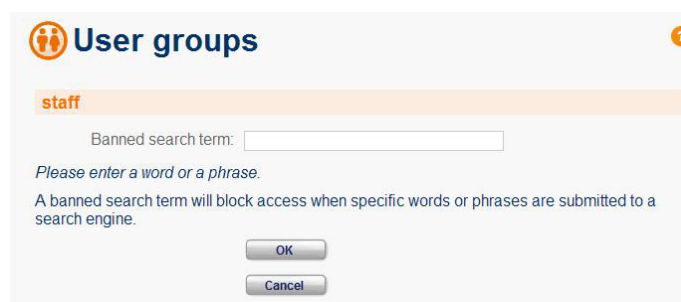 User groups
staff
Banned search term:
Please enter a word or a phrase.
A banned search term will block access when specific words or phrases are submitted to a
search engine.
OK
Cancel